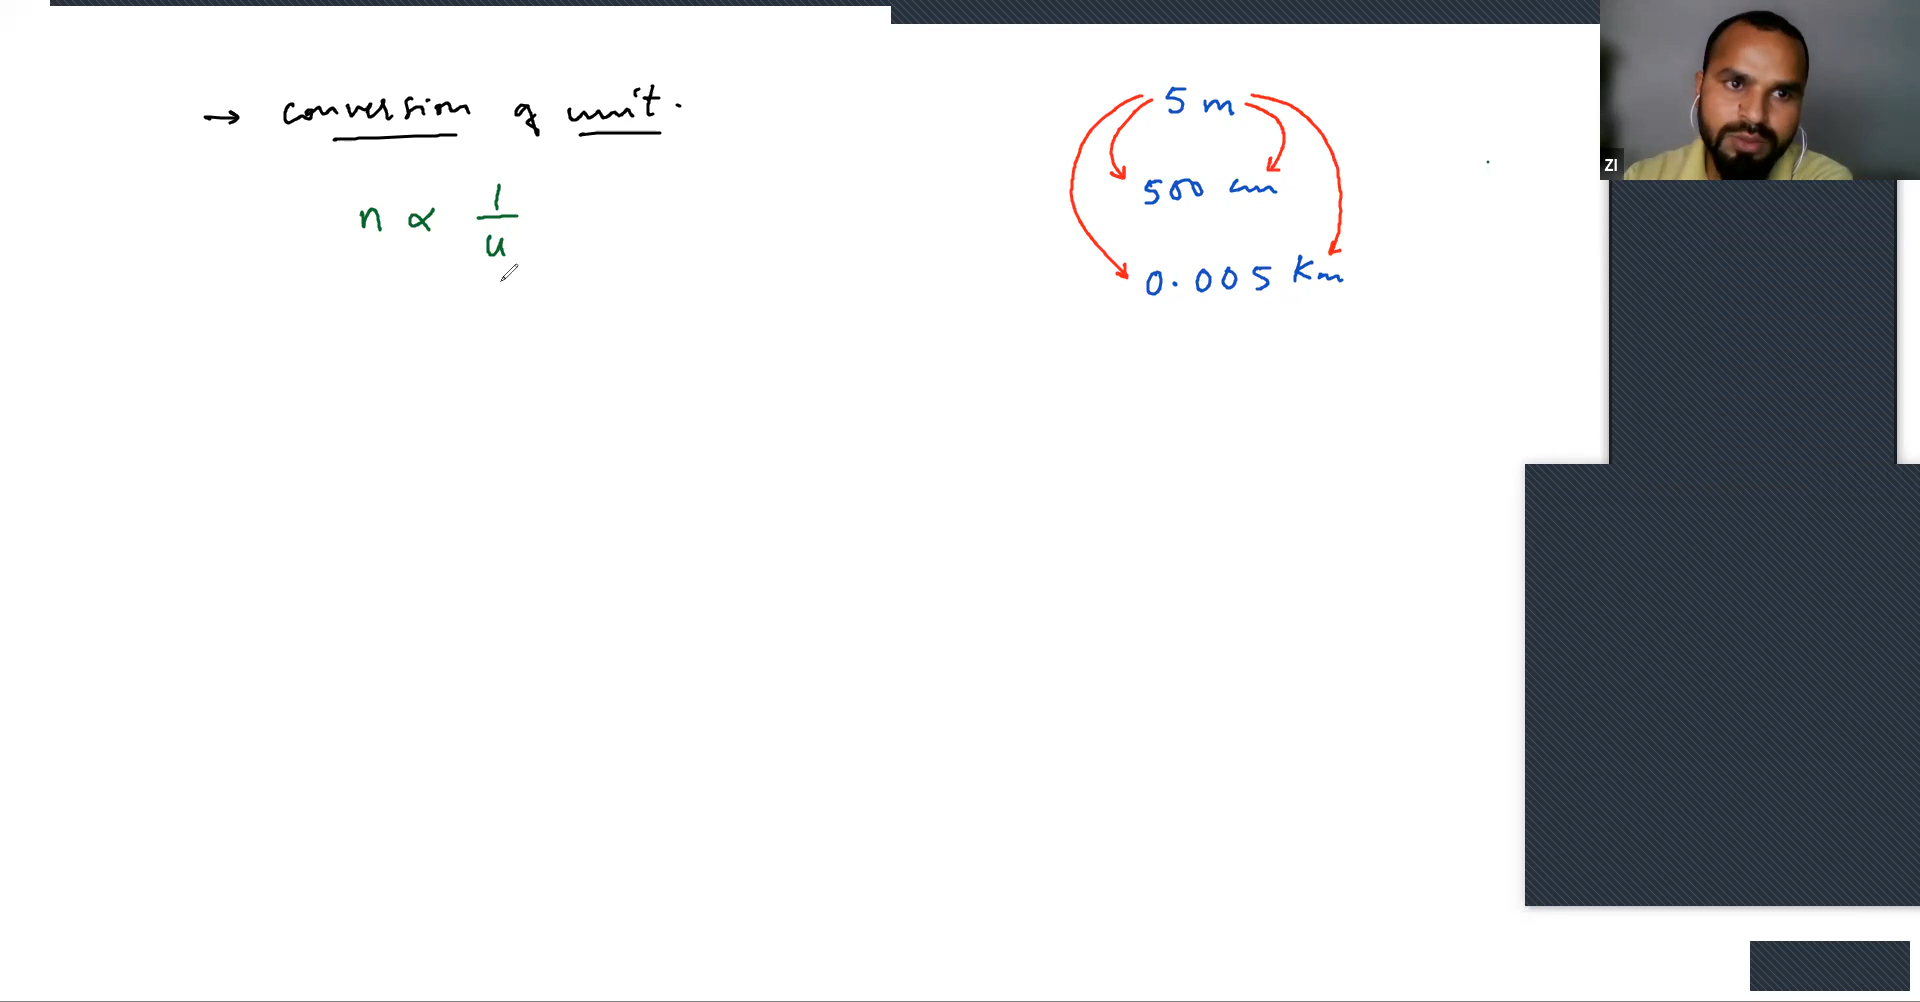 → conversion of unit.
n ∝ 1/u
5 m
500 cm
0.005 Km
ZI